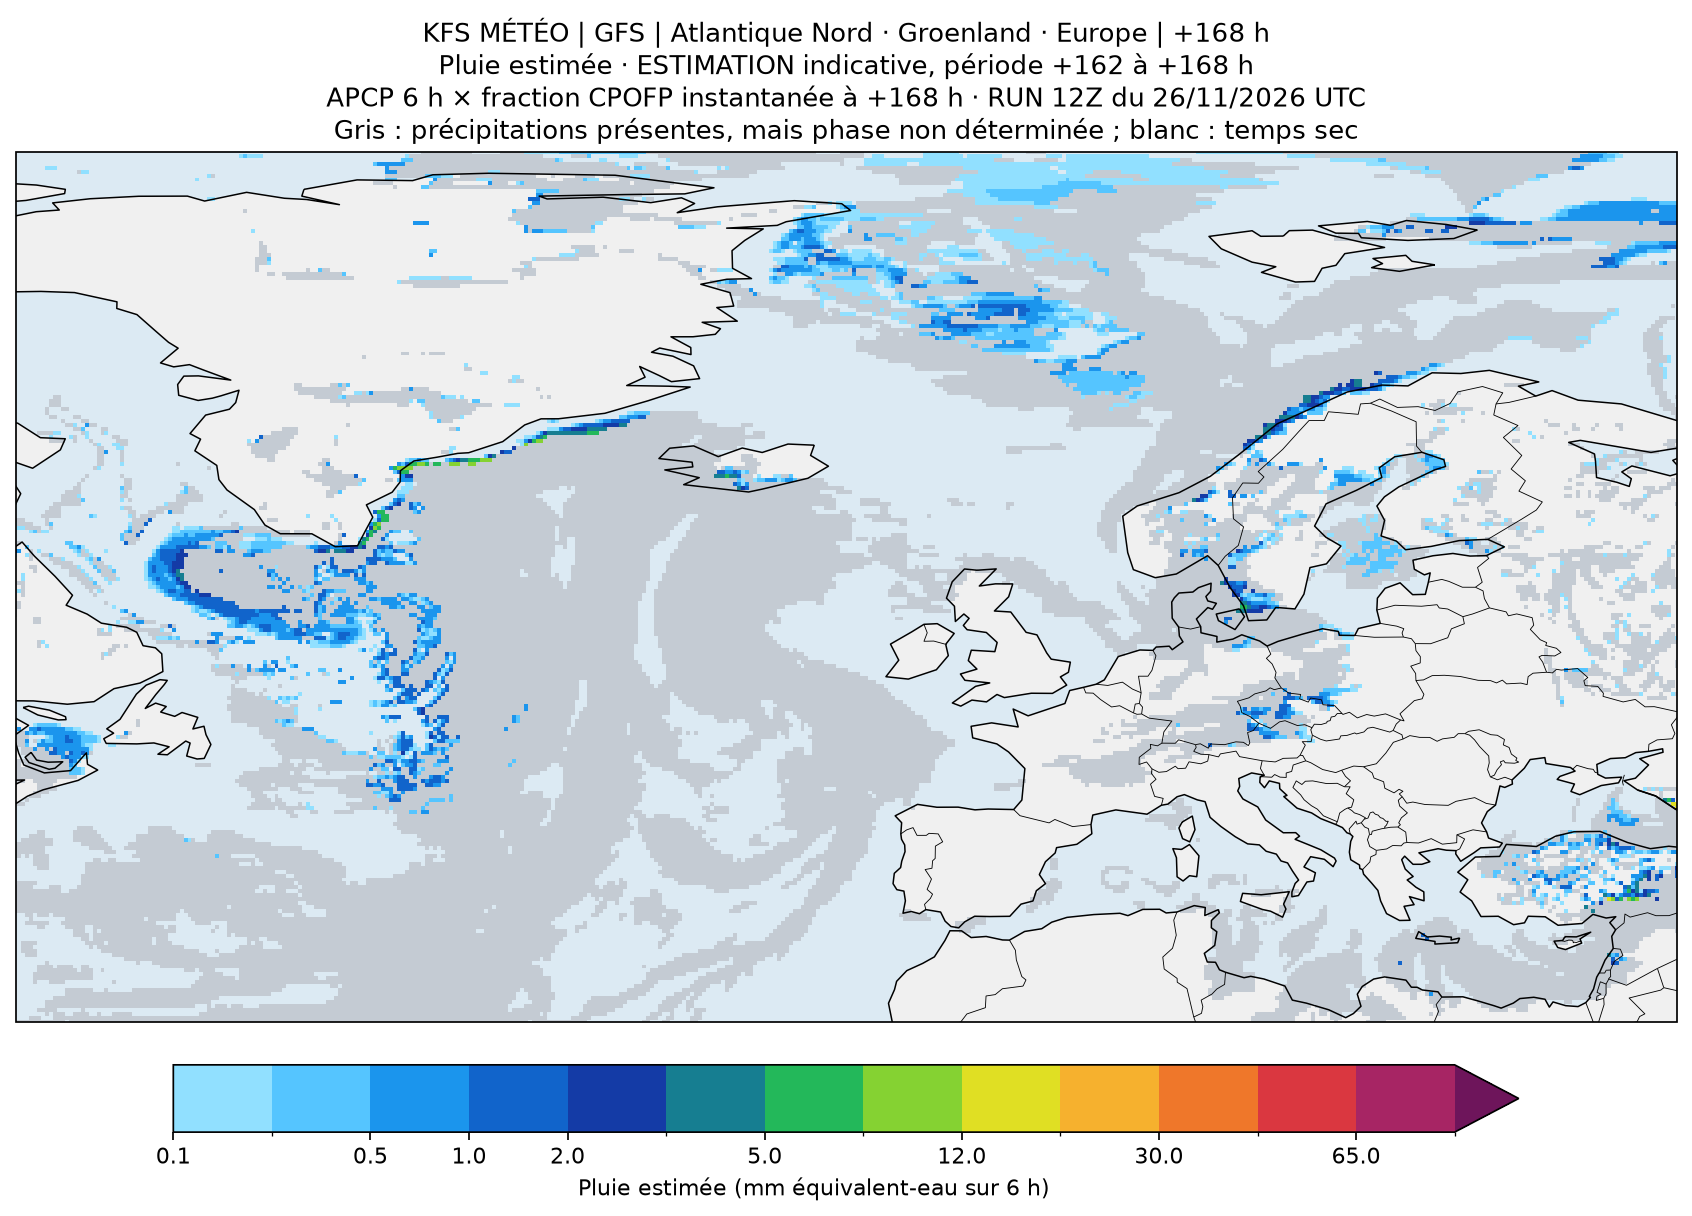 KFS MÉTÉO | GFS | Atlantique Nord · Groenland · Europe | +168 h
Pluie estimée · ESTIMATION indicative, période +162 à +168 h
APCP 6 h × fraction CPOFP instantanée à +168 h · RUN 12Z du 26/11/2026 UTC
Gris : précipitations présentes, mais phase non déterminée ; blanc : temps sec
0.1 0.5 1.0 2.0 5.0 12.0 30.0 65.0
Pluie estimée (mm équivalent-eau sur 6 h)